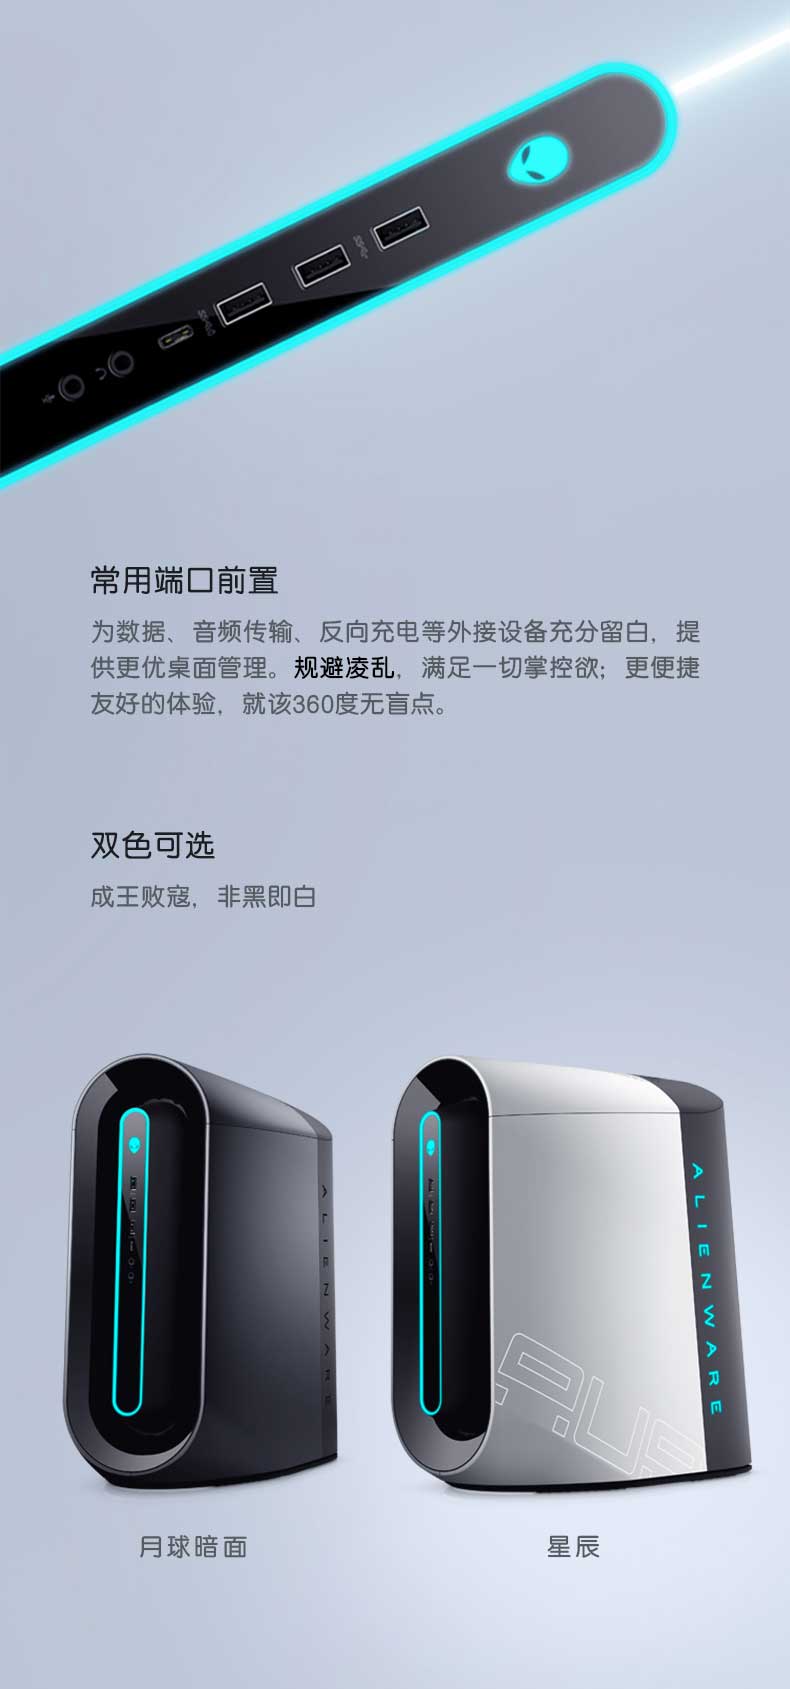 常用端口前置
为数据、音频传输、反向充电等外接设备充分留白，提
供更优桌面管理。规避凌乱，满足一切掌控欲；更便捷
友好的体验，就该360度无盲点。
双色可选
成王败寇，非黑即白
ALIENWARE
ALIENWARE
月球暗面
星辰